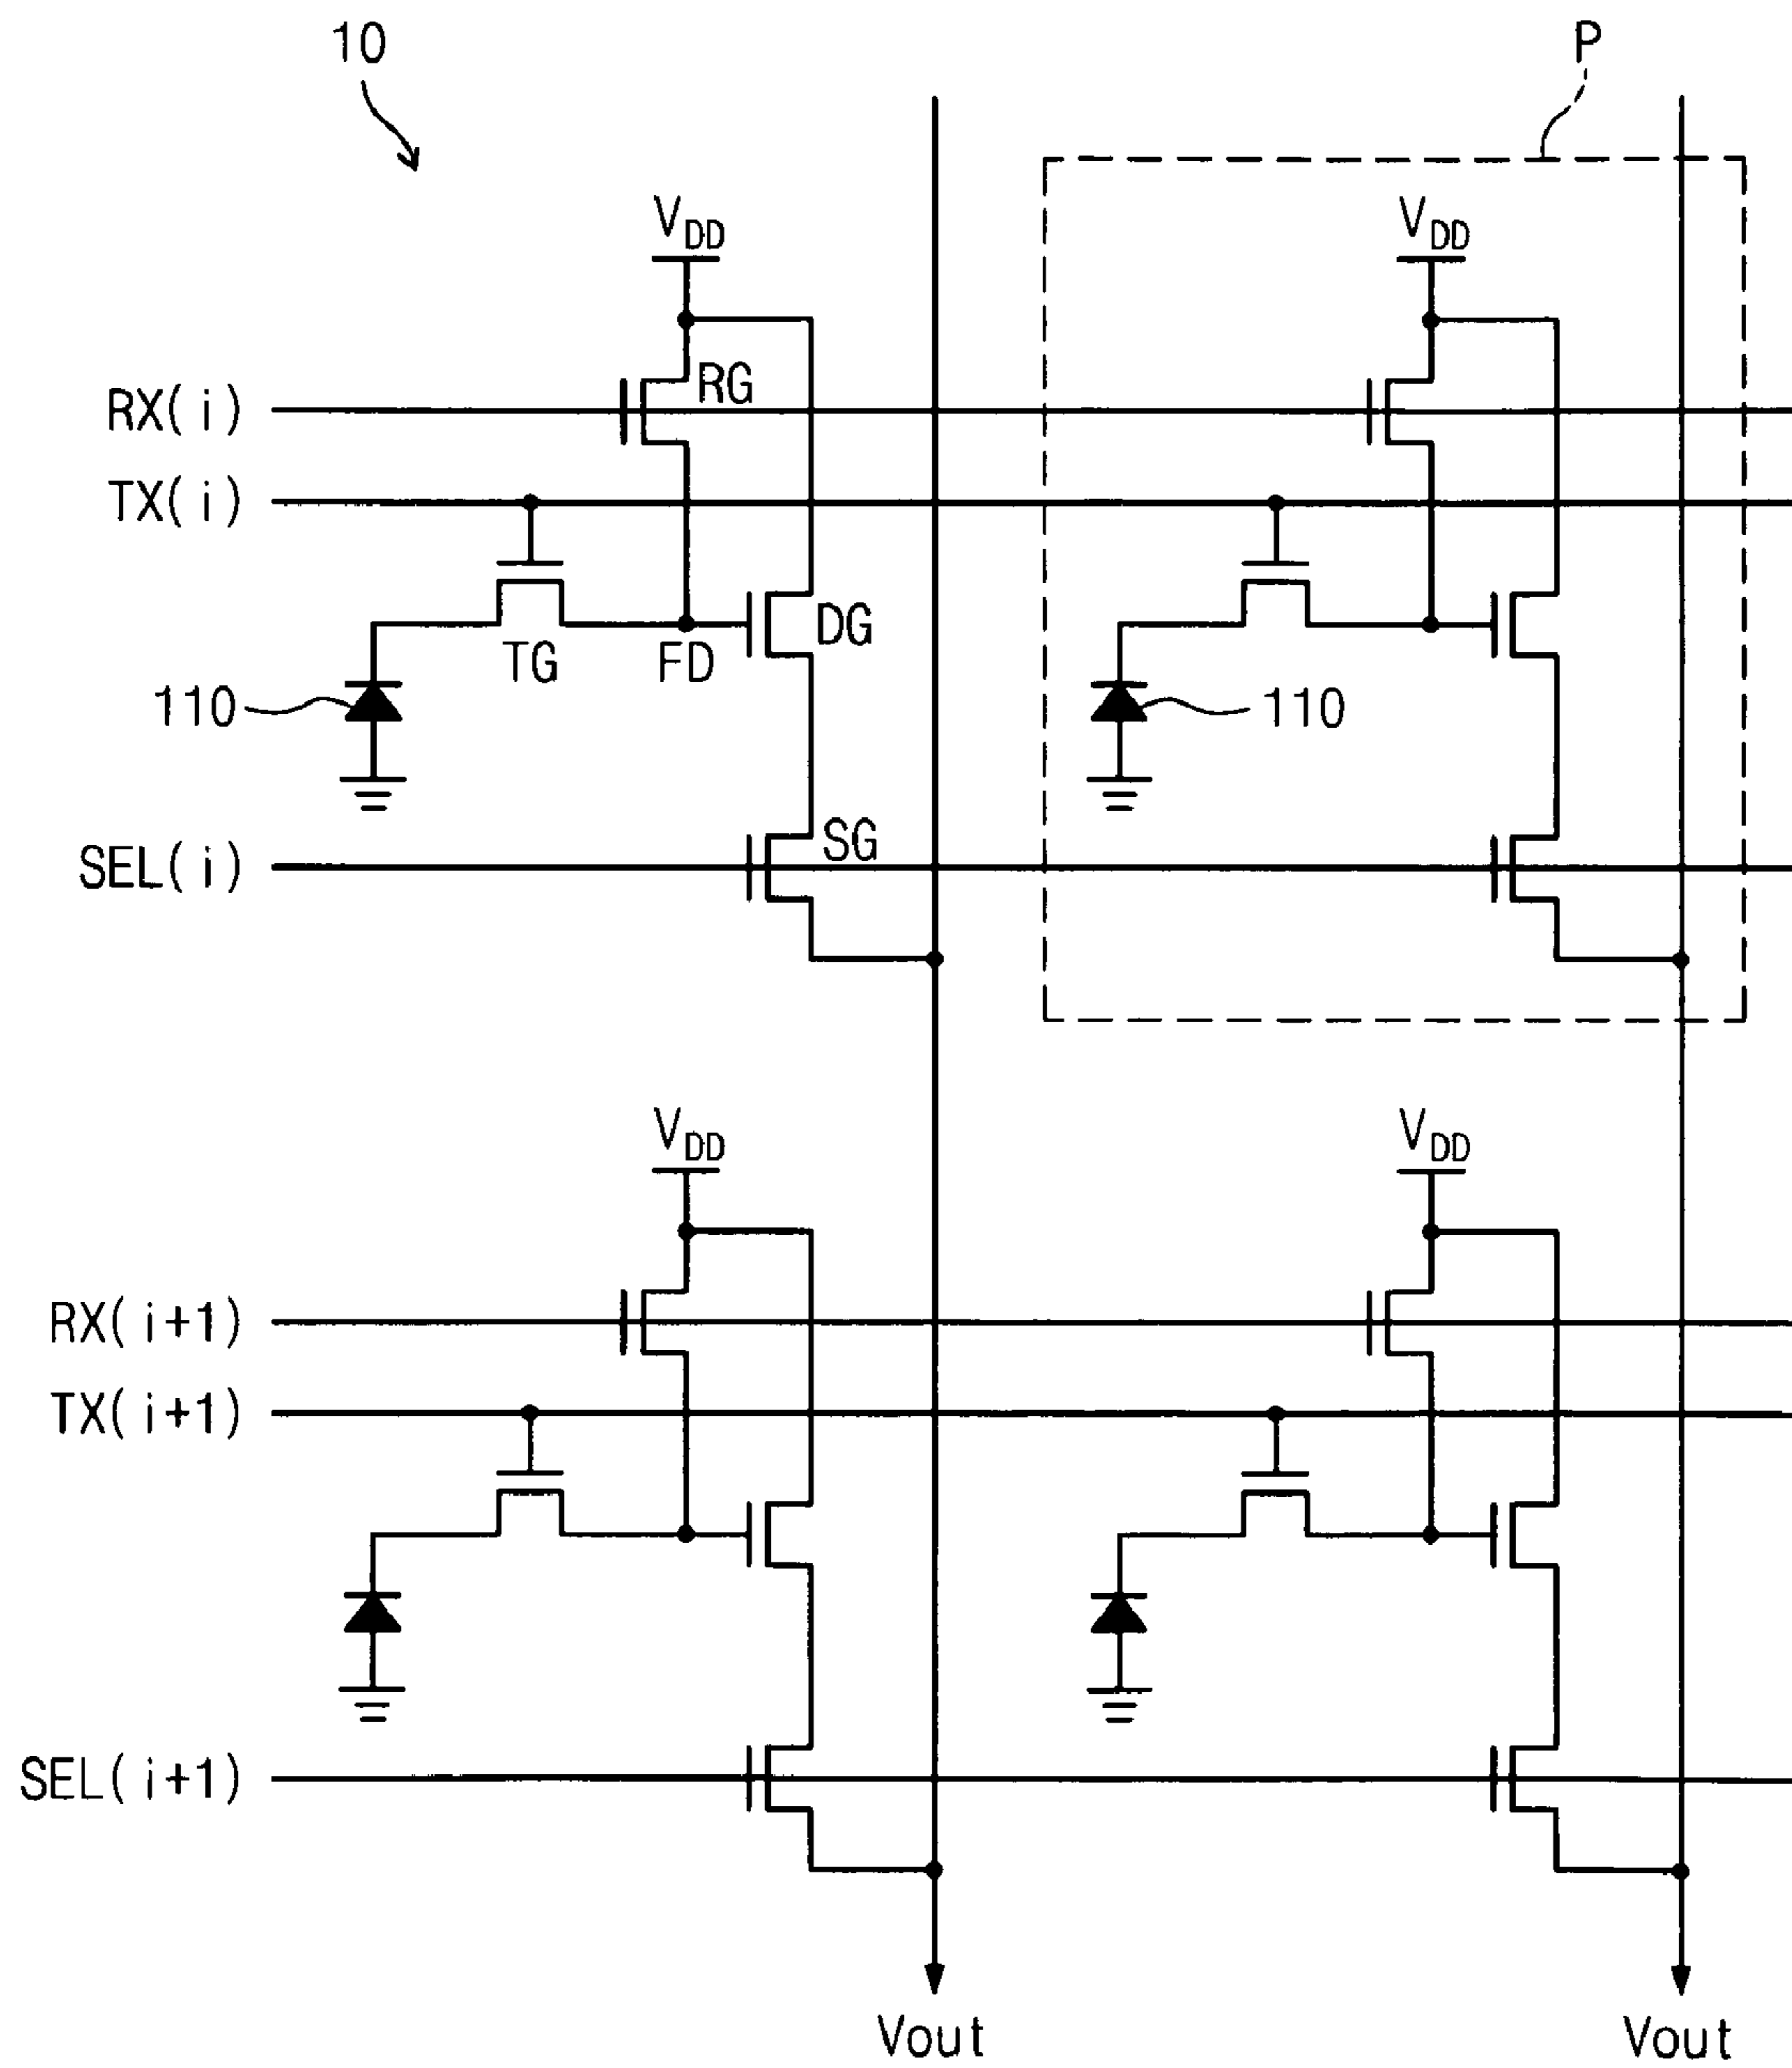 10
P
VDD
VDD
RG
RX(i)
TX(i)
DG
TG
FD
110
110
SG
SEL(i)
VDD
VDD
RX(i+1)
TX(i+1)
SEL(i+1)
Vout
Vout